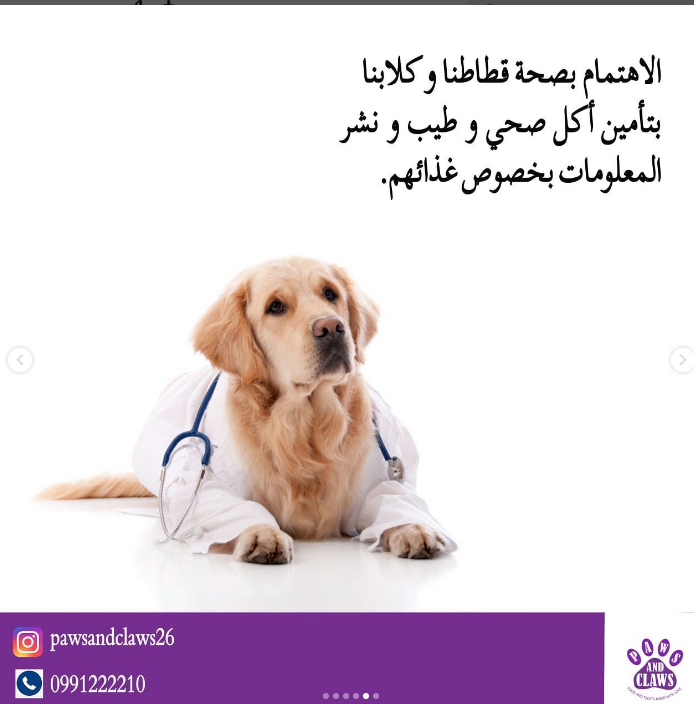 الاهتمام بصحة قطاطنا و كلابنا
بتأمين أكل صحي و طيب و نشر
المعلومات بخصوص غذائهم.
pawsandclaws26
0991222210
PAWS
AND
CLAWS